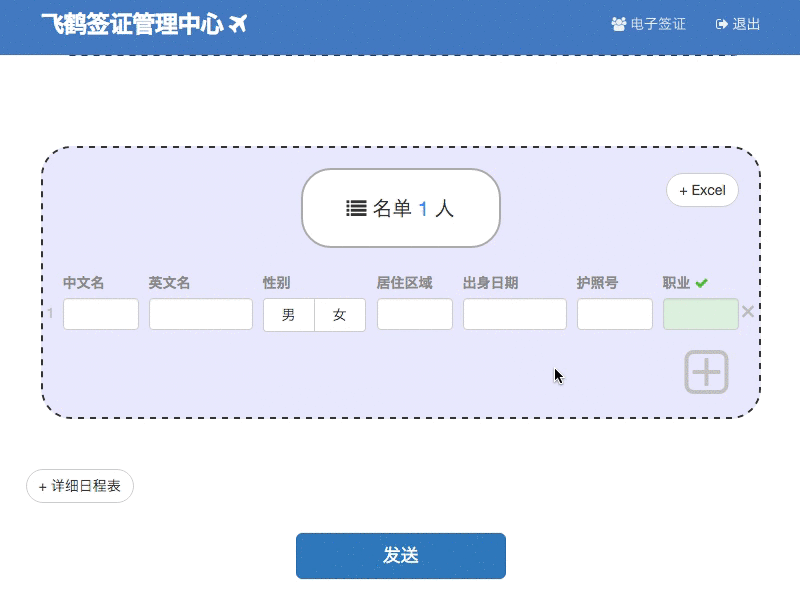 飞鹤签证管理中心
电子签证
退出
名单 1 人
+ Excel
中文名 英文名 性别 居住区域 出身日期 护照号 职业
1 男 女
+ 详细日程表
发送